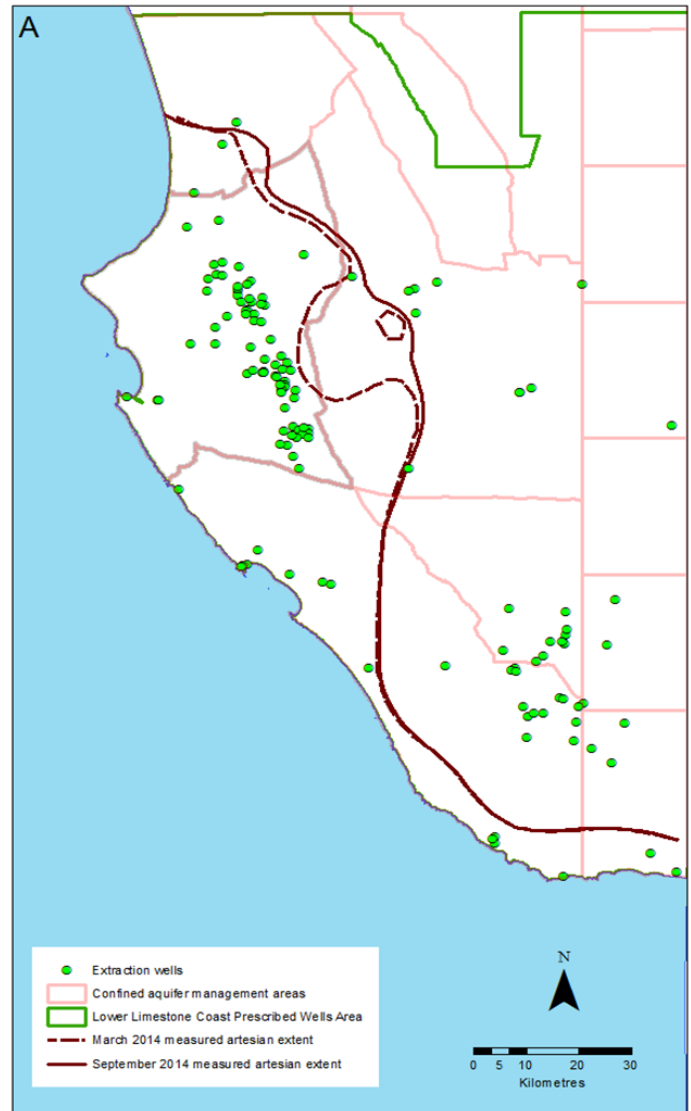 A
Extraction wells
Confined aquifer management areas
Lower Limestone Coast Prescribed Wells Area
March 2014 measured artesian extent
September 2014 measured artesian extent
N
0 5 10 20 30
Kilometres